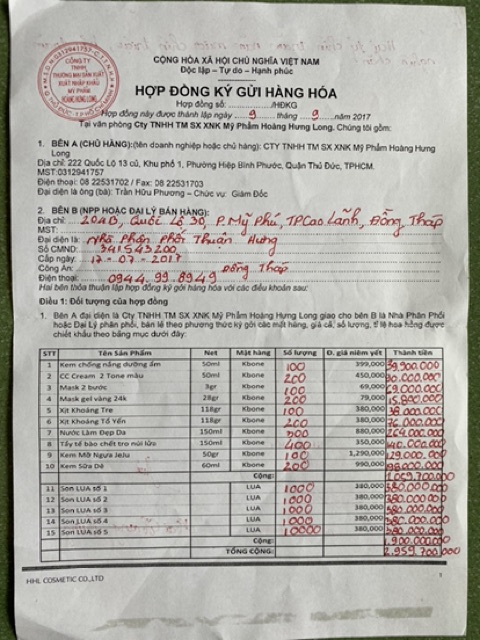 M.S.D.N:0312941757-C.T.T.N.H.H
CÔNG TY
TNHH
THƯƠNG MẠI SẢN XUẤT
XUẤT NHẬP KHẨU
MỸ PHẨM
HOÀNG HƯNG LONG
CỘNG HÒA XÃ HỘI CHỦ NGHĨA VIỆT NAM
Độc lập – Tự do – Hạnh phúc
HỢP ĐỒNG KÝ GỬI HÀNG HÓA
Hợp đồng số: ............./HĐKG
Hợp đồng này được thành lập ngày 9 tháng 9 năm 2017
Tại văn phòng Cty TNHH TM SX XNK Mỹ Phẩm Hoàng Hưng Long. Chúng tôi gồm:
1. BÊN A (CHỦ HÀNG):(tên doanh nghiệp hoặc chủ hàng): CTY TNHH TM SX XNK Mỹ Phẩm Hoàng Hưng
Long
Địa chỉ: 222 Quốc Lộ 13 cũ, Khu phố 1, Phường Hiệp Bình Phước, Quận Thủ Đức, TPHCM.
MST:0312941757
Điện thoại: 08 22531702 / Fax: 08 22531703
Đại diện là ông (bà): Trần Hữu Phương – Chức vụ: Giám Đốc
2. BÊN B (NPP HOẶC ĐẠI LÝ BÁN HÀNG):
Địa chỉ: 204B, Quốc Lộ 30, P.Mỹ Phú, TP Cao Lãnh, Đồng Tháp
MST:
Đại diện là: Nhà Phân Phối Thuận Hưng
Số CMND: 341543200
Cấp ngày: 17-07-2017
Công An: Đồng Tháp
Điện thoại: 0944.99.8949
Hai bên thỏa thuận lập hợp đồng ký gởi hàng hóa với các điều khoản sau:
Điều 1: Đối tượng của hợp đồng
1. Bên A đại diện là Cty TNHH TM SX XNK Mỹ Phẩm Hoàng Hưng Long giao cho bên B là Nhà Phân Phối
hoặc Đại lý phân phối, bán lẻ theo phương thức ký gởi các mặt hàng, giá cả, số lượng, tỉ lệ hoa hồng được
chiết khấu theo bảng mục dưới:
STT Tên Sản Phẩm Net Mặt hàng Số lượng Đ. giá niêm yết Thành tiền
1 Kem chống nắng dưỡng ẩm 50ml Kbone 100 399,000 39.900.000
2 CC Cream 2 Tone màu 50ml Kbone 200 450,000 90.000.000
3 Mask 2 bước 3gr Kbone 100 69,000
4 Mask gel vàng 24k 28gr Kbone 200 79,000 15.800.000
5 Xịt Khoáng Tre 118gr Kbone 100 380,000 38.000.000
6 Xịt Khoáng Tổ Yến 118gr Kbone 200 380,000 76.000.000
7 Nước Làm Đẹp Da 150ml Kbone 300 880,000 264.000.000
8 Tẩy tế bào chết tro núi lửa 150ml Kbone 400 350,000 140.000.000
9 Kem Mỡ Ngựa JeJu 50gr Kbone 100 1,290,000 129.000.000
10 Kem Sữa Dê 60ml Kbone 200 990,000 198.000.000
Cộng: 1.059.700.000
11 Son LUA số 1 LUA 1000 380,000 380.000.000
12 Son LUA số 2 LUA 1000 380,000 380.000.000
13 Son LUA số 3 LUA 1000 380,000 380.000.000
14 Son LUA số 4 LUA 1000 380,000 380.000.000
15 Son LUA số 5 LUA 380,000 380.000.000
Cộng: 1.900.000.000
TỔNG CỘNG: 2.959.700.000
HHL COSMETIC CO.,LTD